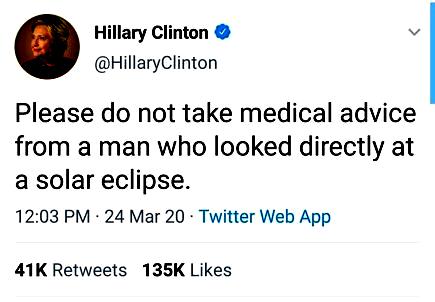 Hillary Clinton
@HillaryClinton
Please do not take medical advice
from a man who looked directly at
a solar eclipse.
12:03 PM · 24 Mar 20 · Twitter Web App
41K Retweets 135K Likes